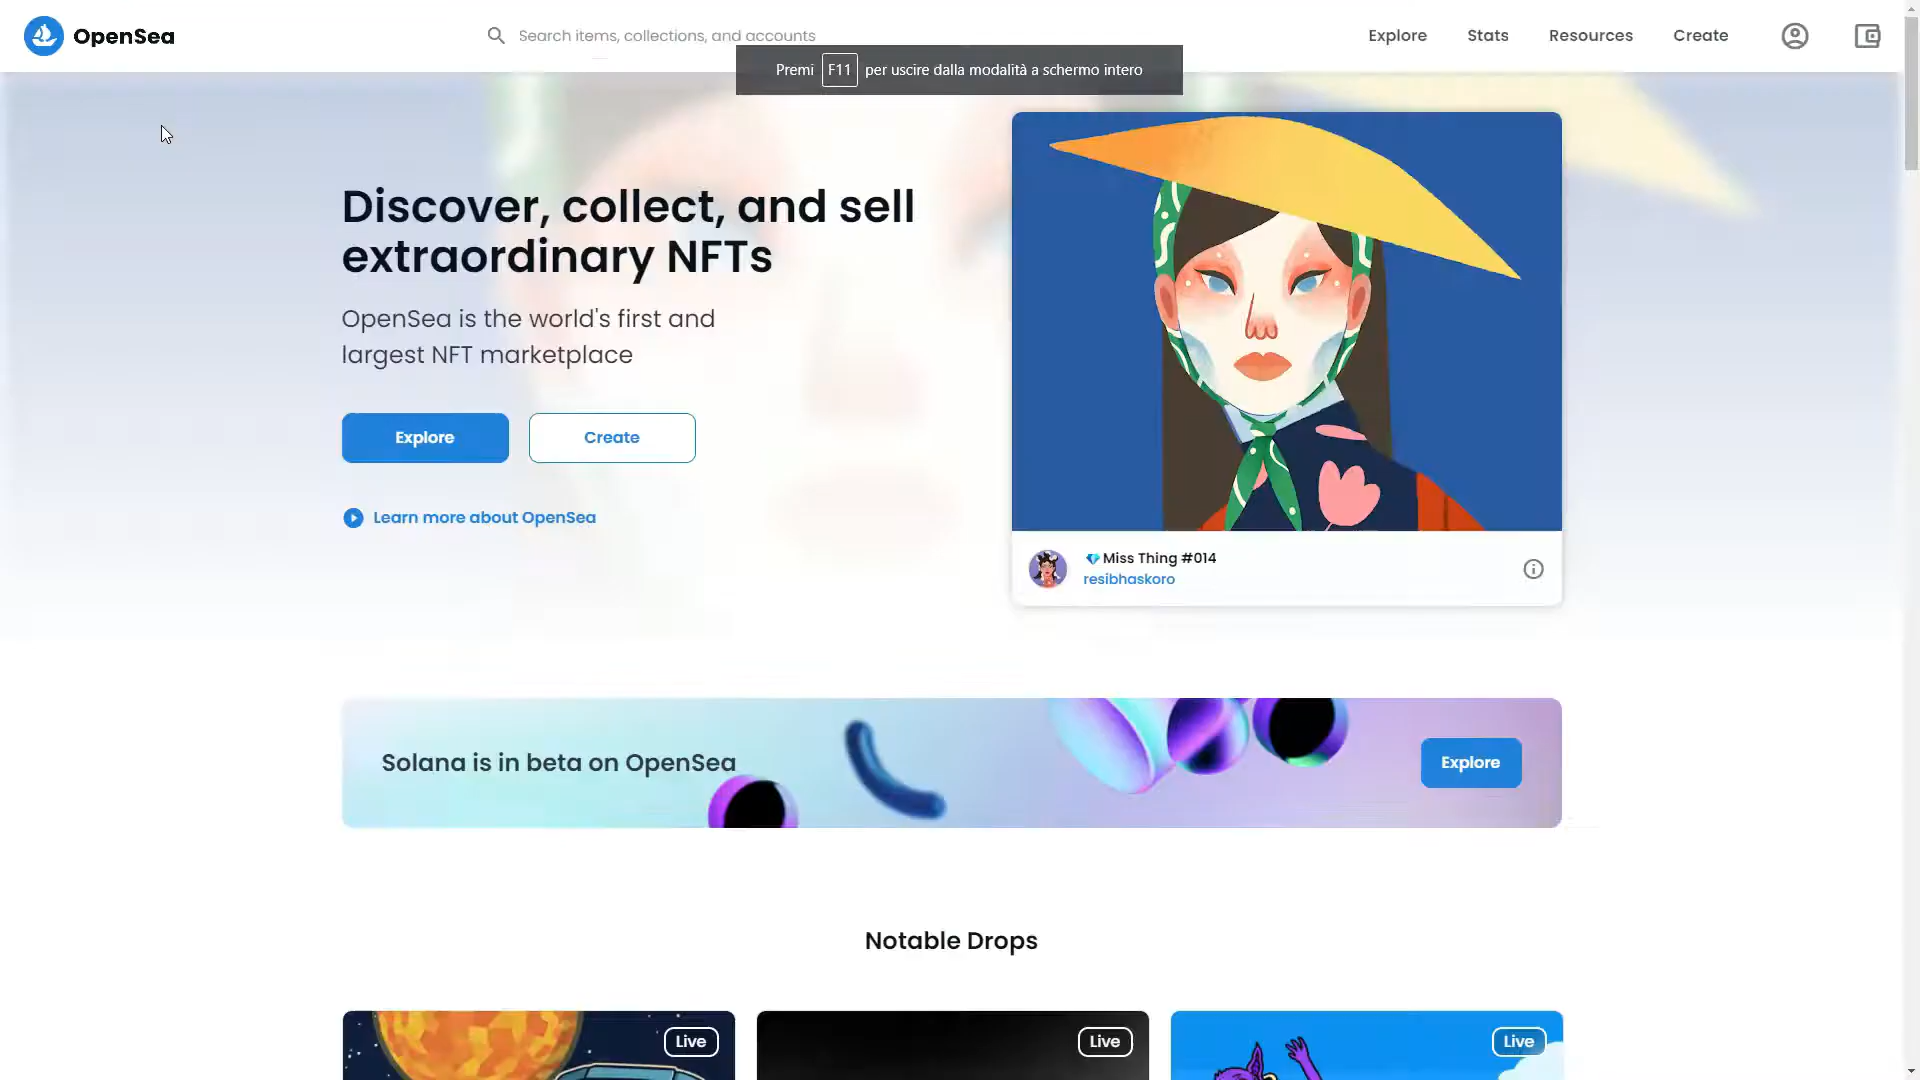 OpenSea
Search items, collections, and accounts
Explore
Stats
Resources
Create
Premi F11 per uscire dalla modalità a schermo intero
Discover, collect, and sell
extraordinary NFTs
OpenSea is the world's first and
largest NFT marketplace
Explore
Create
Learn more about OpenSea
Miss Thing #014
resibhaskoro
Solana is in beta on OpenSea
Explore
Notable Drops
Live
Live
Live